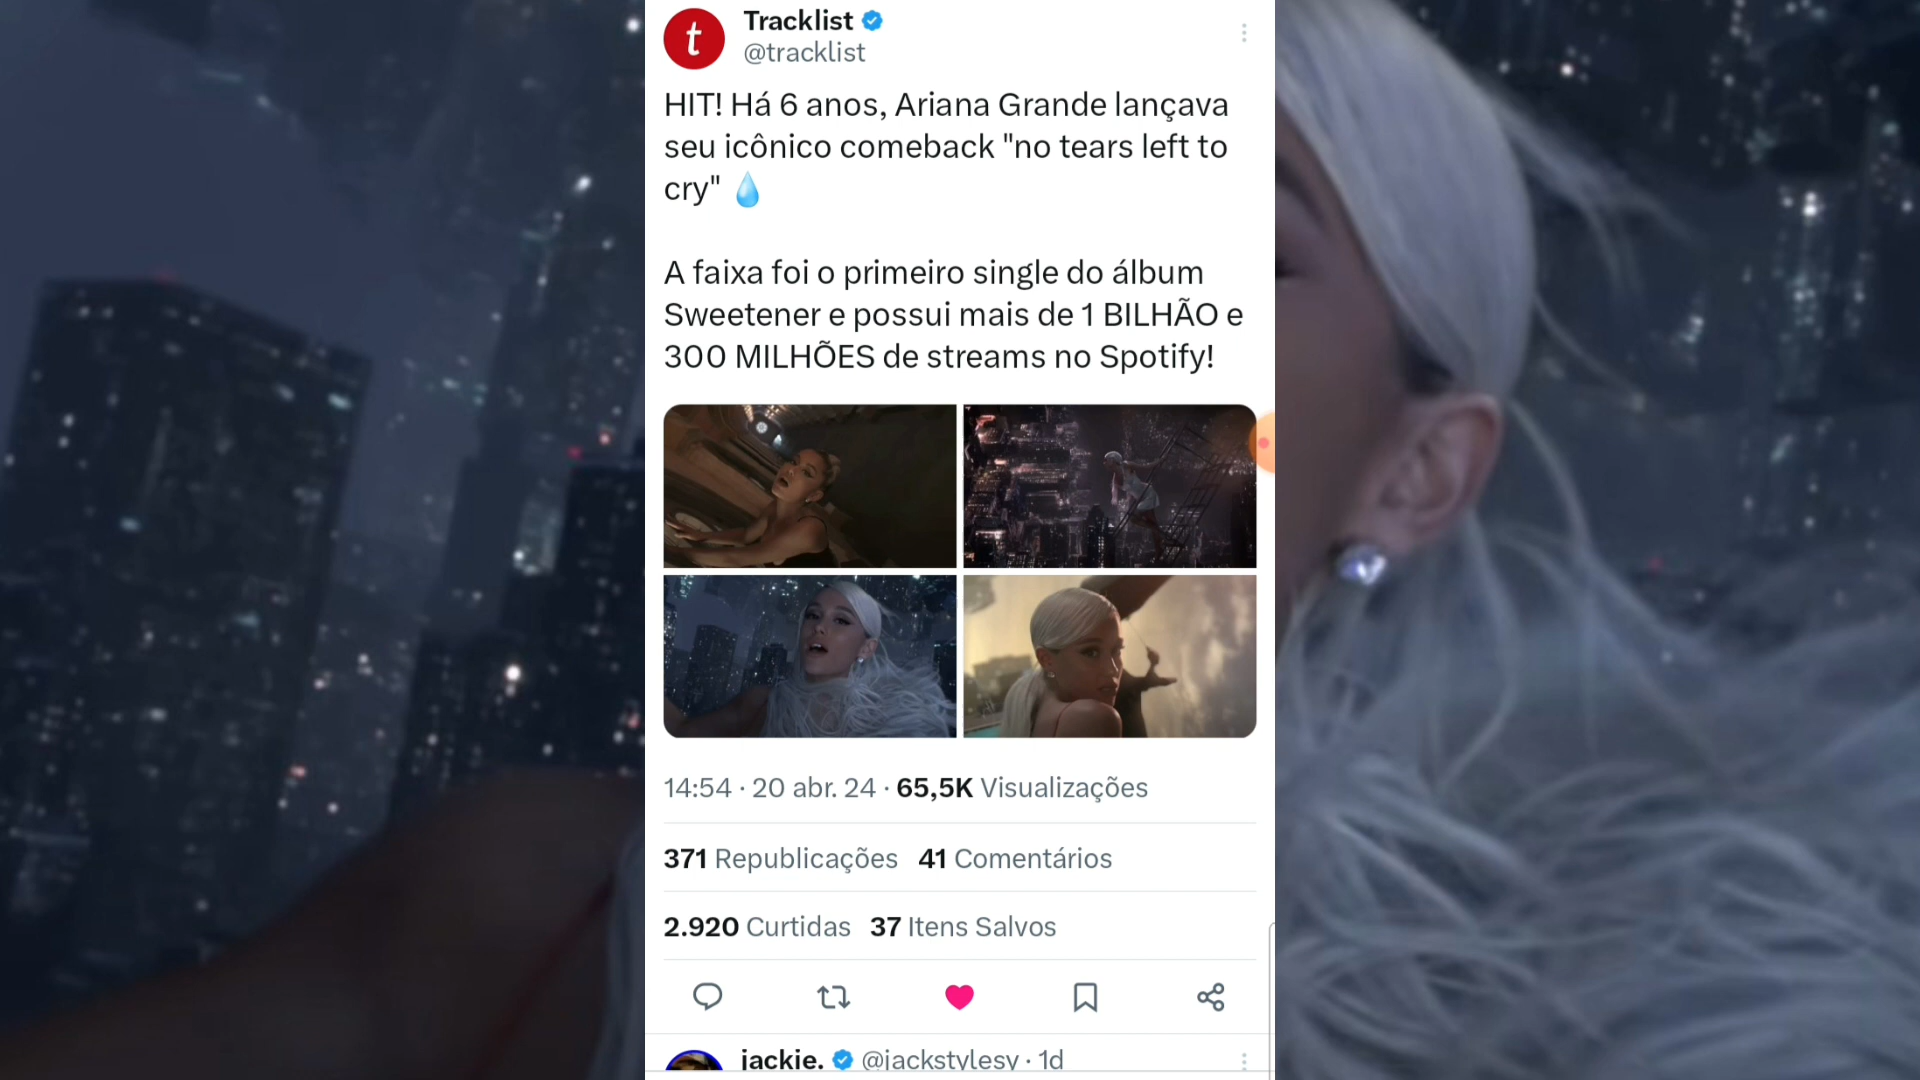 t
Tracklist
@tracklist
HIT! Há 6 anos, Ariana Grande lançava
seu icônico comeback "no tears left to
cry" 💧
A faixa foi o primeiro single do álbum
Sweetener e possui mais de 1 BILHÃO e
300 MILHÕES de streams no Spotify!
14:54 · 20 abr. 24 · 65,5K Visualizações
371 Republicações 41 Comentários
2.920 Curtidas 37 Itens Salvos
jackie. @jackstylesv · 1d